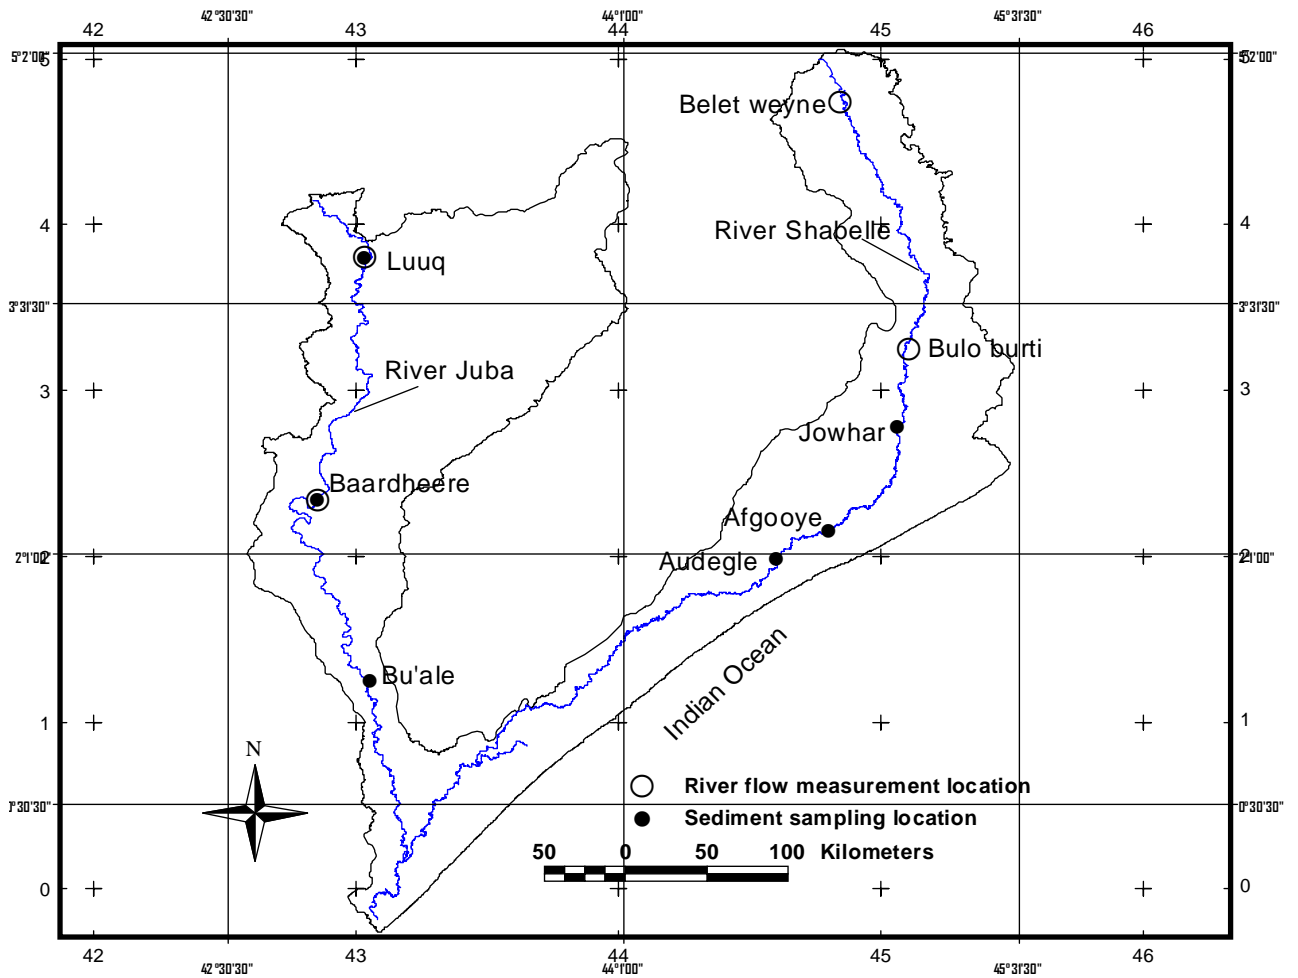 42°30'30" 44°1'00" 45°31'30"
42 43 44 45 46
5°2'00" 5 5 5°2'00"
Belet weyne
4 River Shabelle 4
Luuq
3°31'30" 3°31'30"
Bulo burti
River Juba
3 3
Jowhar
Baardheere
Afgooye
2°1'00" 2 Audegle 2 2°1'00"
Indian Ocean
Bu'ale
1 1
N
River flow measurement location
0°30'30" 0°30'30"
Sediment sampling location
50 0 50 100 Kilometers
0 0
42 43 44 45 46
42°30'30" 44°1'00" 45°31'30"